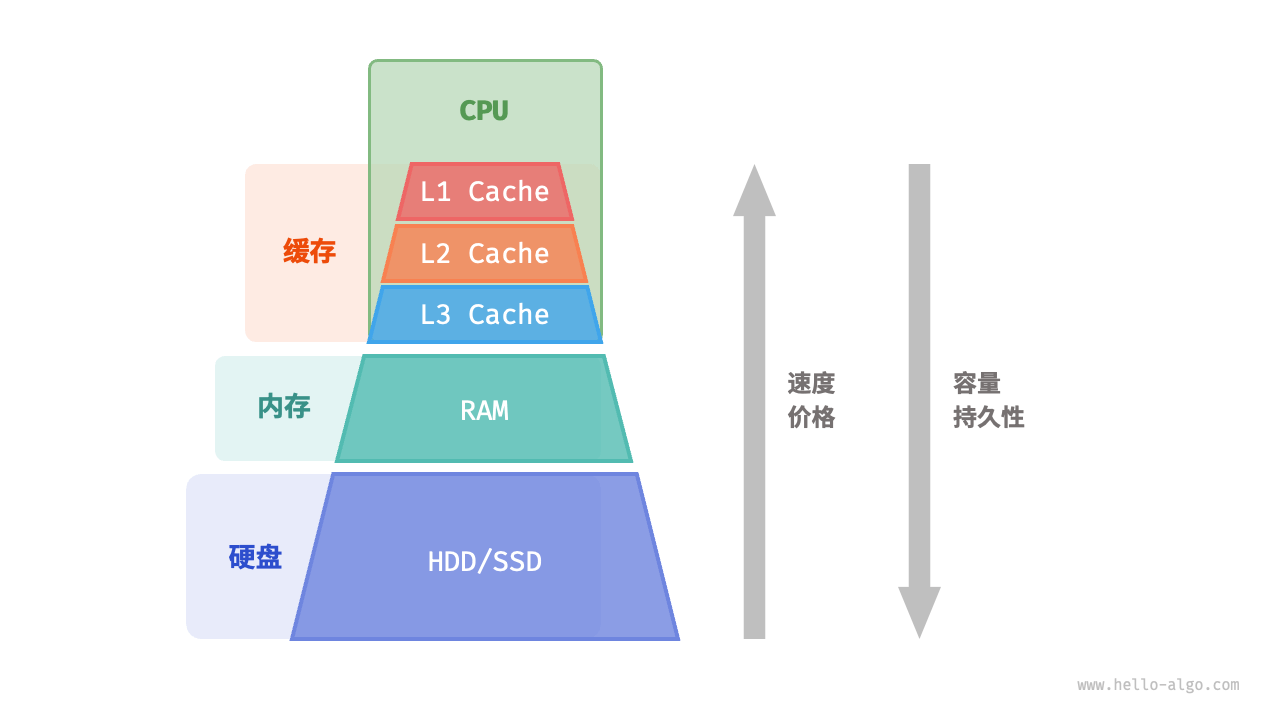 CPU
缓存
L1 Cache
L2 Cache
L3 Cache
内存
RAM
硬盘
HDD/SSD
速度
价格
容量
持久性
www.hello-algo.com